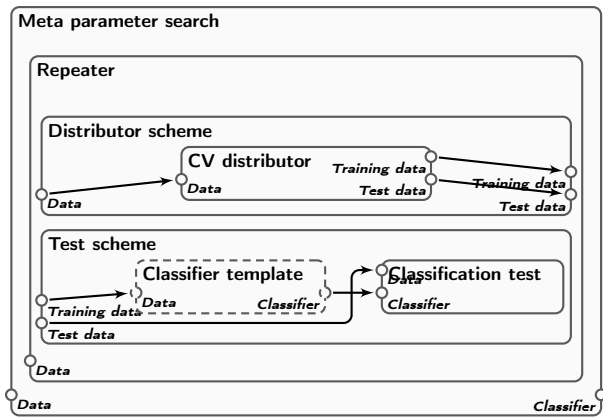 Meta parameter search
Repeater
Distributor scheme
CV distributor
Training data
Data
Test data
Training data
Data
Test data
Test scheme
Classifier template
Classification test
Data
Data
Classifier
Classifier
Training data
Test data
Data
Data
Classifier